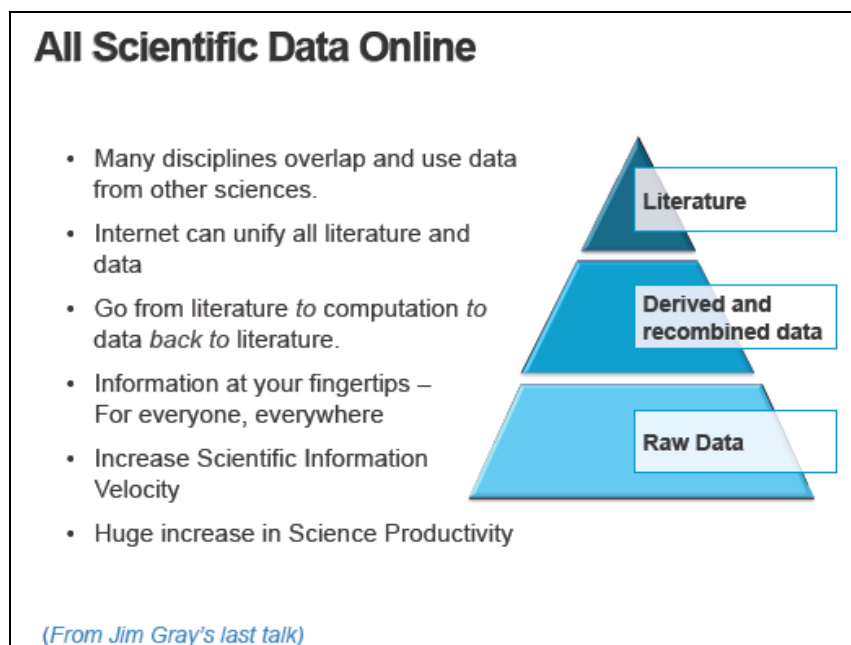 All Scientific Data Online
• Many disciplines overlap and use data
from other sciences.
• Internet can unify all literature and
data
• Go from literature to computation to
data back to literature.
• Information at your fingertips –
For everyone, everywhere
• Increase Scientific Information
Velocity
• Huge increase in Science Productivity
Literature
Derived and
recombined data
Raw Data
(From Jim Gray's last talk)